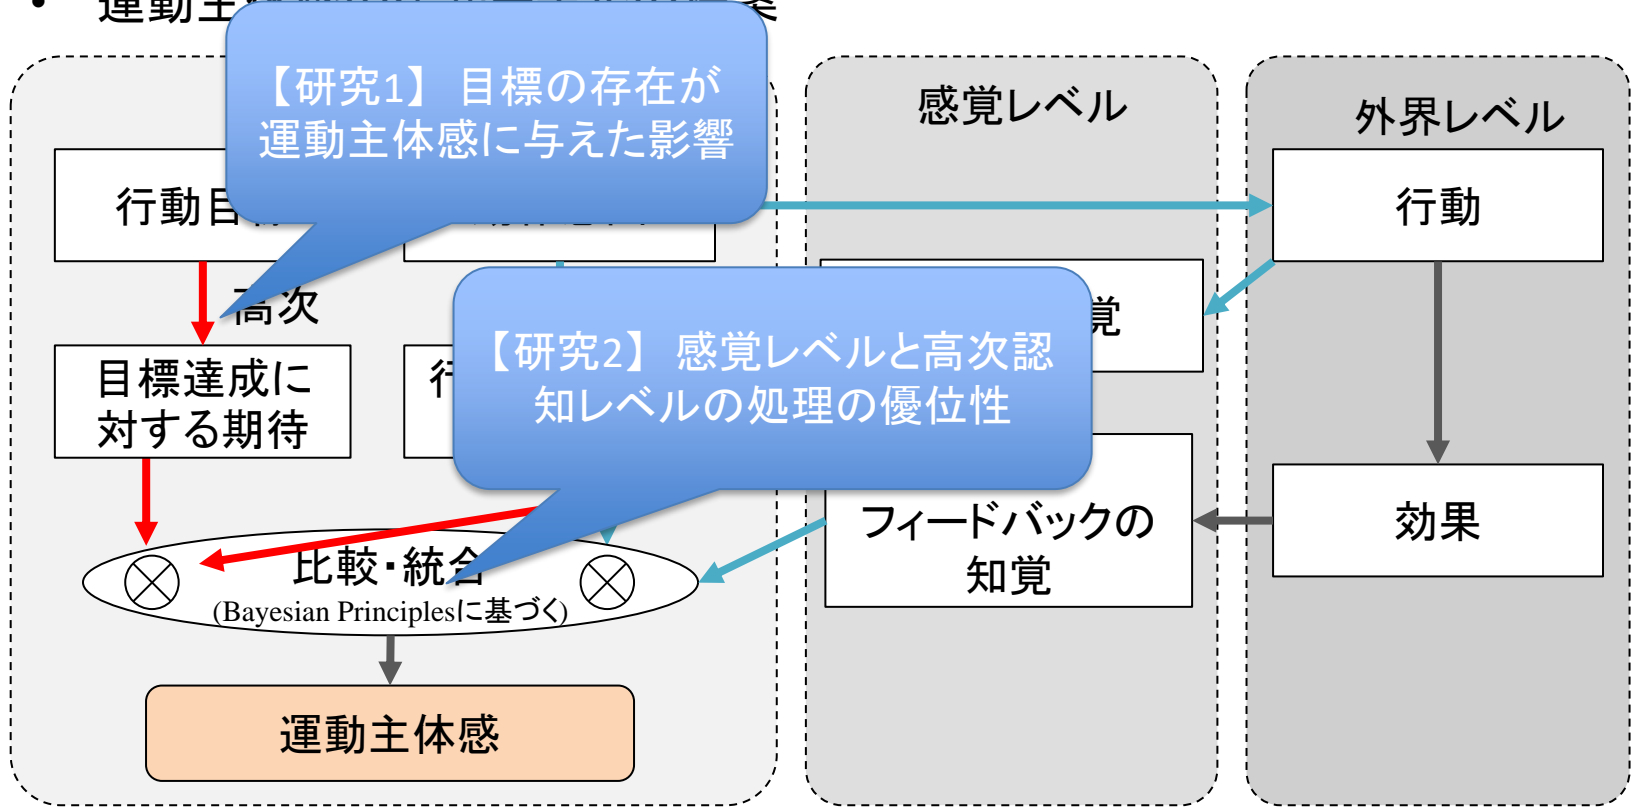 • 運動主
【研究1】 目標の存在が
運動主体感に与えた影響
感覚レベル
外界レベル
行動目
行動
高次
【研究2】 感覚レベルと高次認
知レベルの処理の優位性
覚
目標達成に
対する期待
行
フィードバックの
知覚
効果
比較・統合
(Bayesian Principlesに基づく)
運動主体感